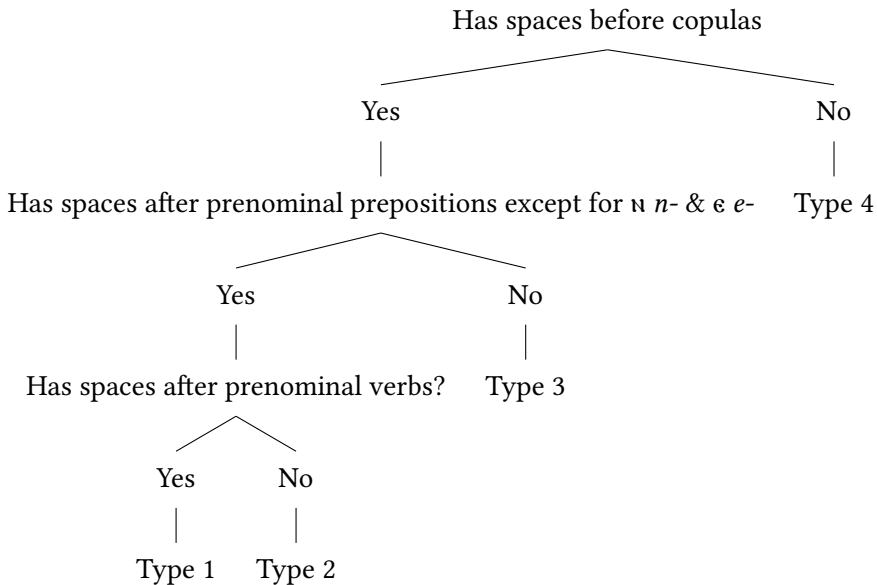 Has spaces before copulas
Yes No
Has spaces after prenominal prepositions except for ⲛ n- & ⲉ e- Type 4
Yes No
Has spaces after prenominal verbs? Type 3
Yes No
Type 1 Type 2